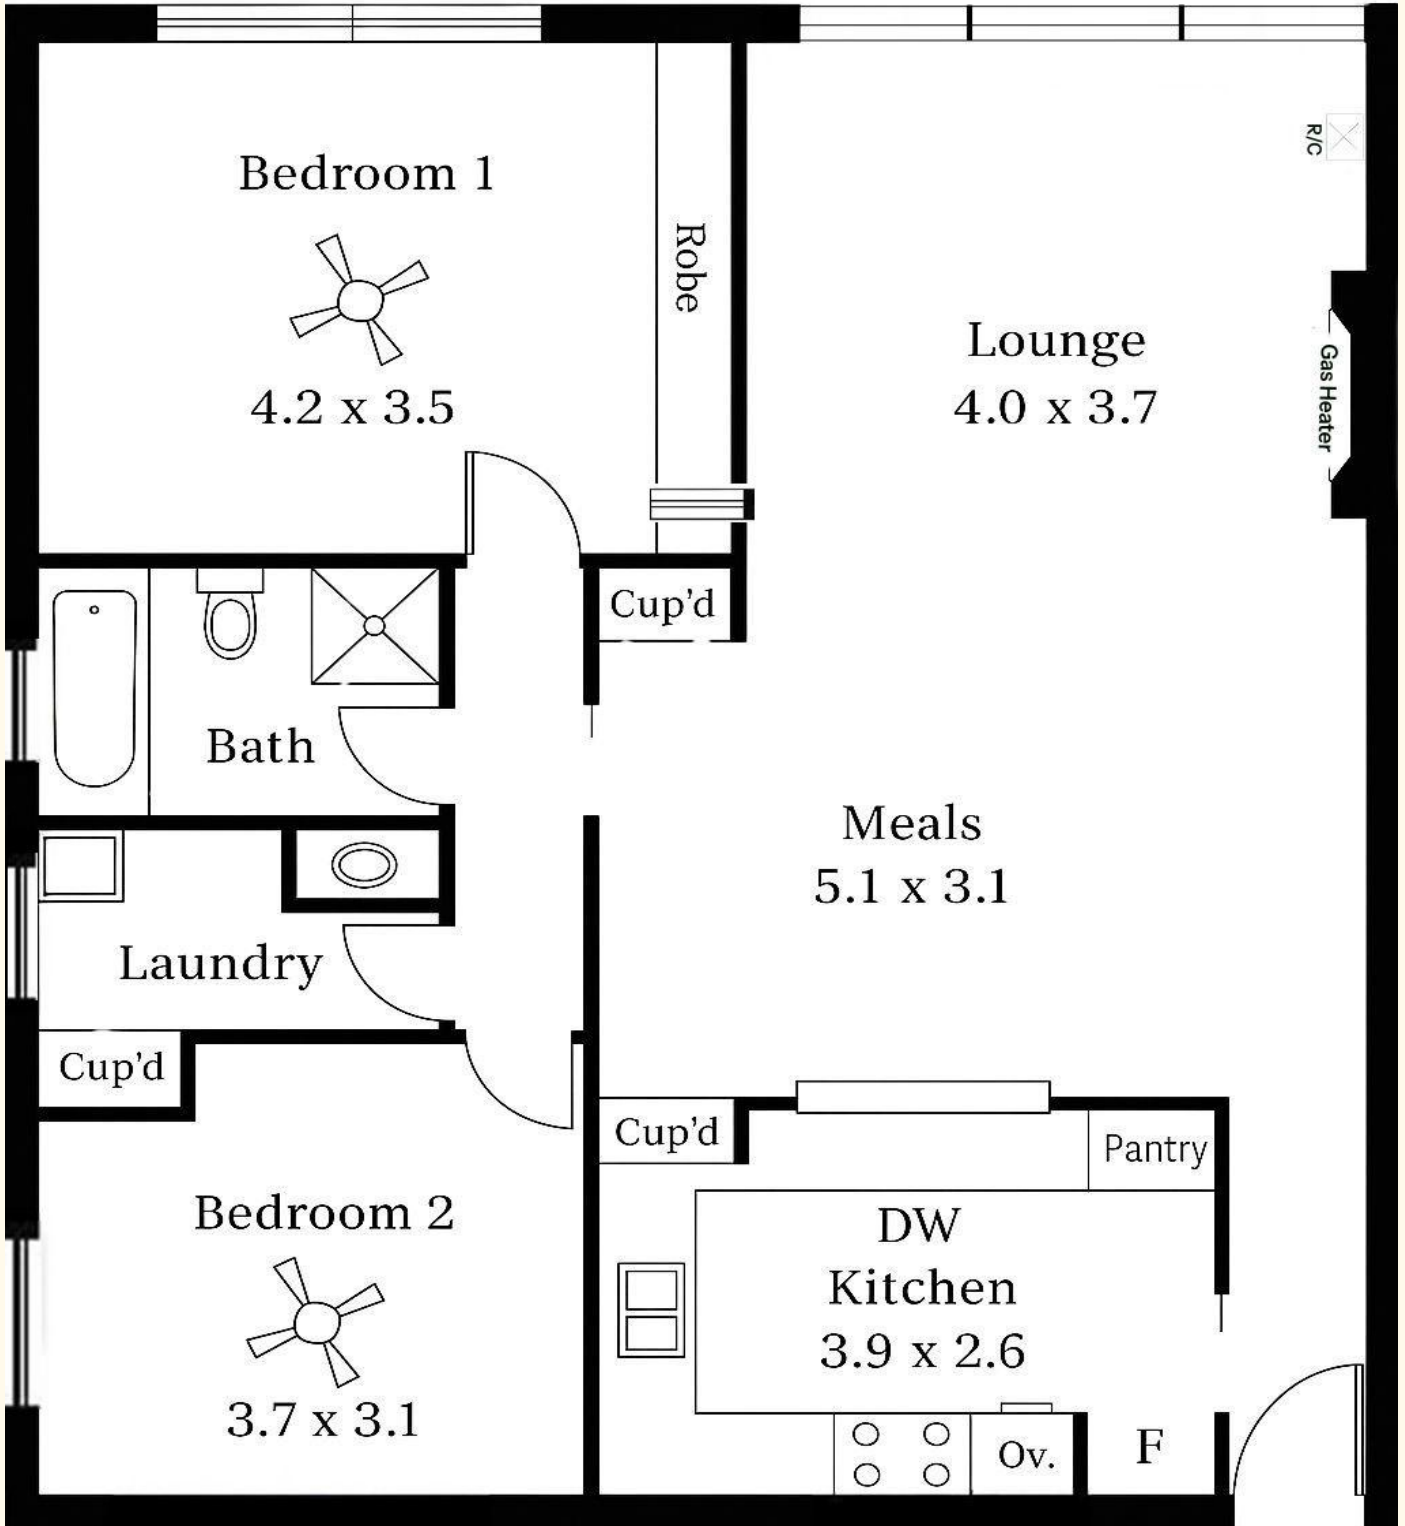 Bedroom 1
4.2 x 3.5
Robe
R/C
Lounge
4.0 x 3.7
Gas Heater
Cup'd
Bath
Meals
5.1 x 3.1
Laundry
Cup'd
Cup'd
Pantry
Bedroom 2
3.7 x 3.1
DW
Kitchen
3.9 x 2.6
Ov.
F